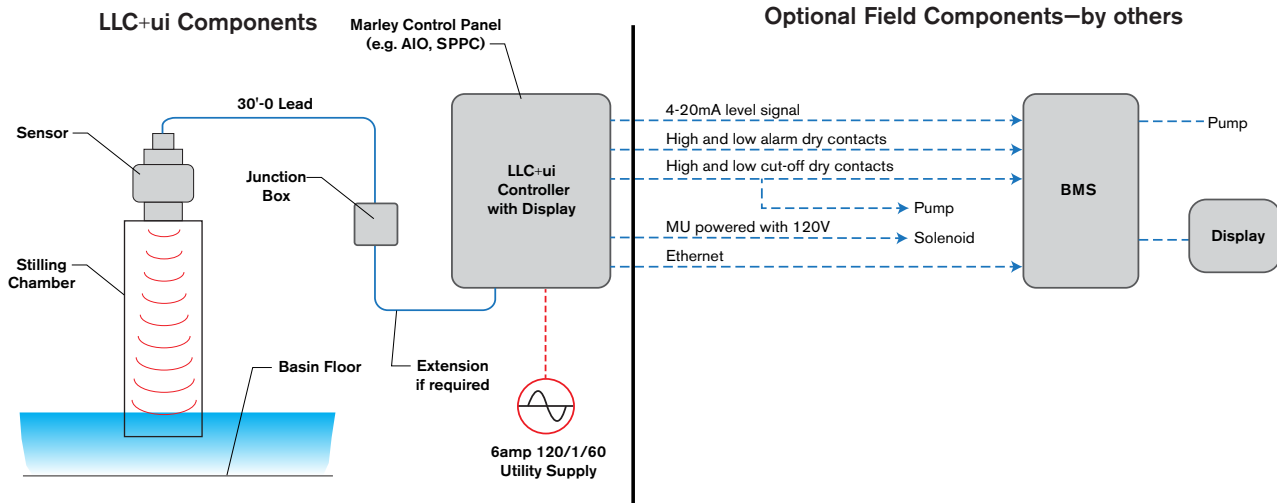 LLC+ui Components
Optional Field Components—by others
Marley Control Panel
(e.g. AIO, SPPC)
30'-0 Lead
Sensor
Junction
Box
Stilling
Chamber
Basin Floor
Extension
if required
LLC+ui
Controller
with Display
6amp 120/1/60
Utility Supply
4-20mA level signal
High and low alarm dry contacts
High and low cut-off dry contacts
Pump
MU powered with 120V
Solenoid
Ethernet
BMS
Pump
Display